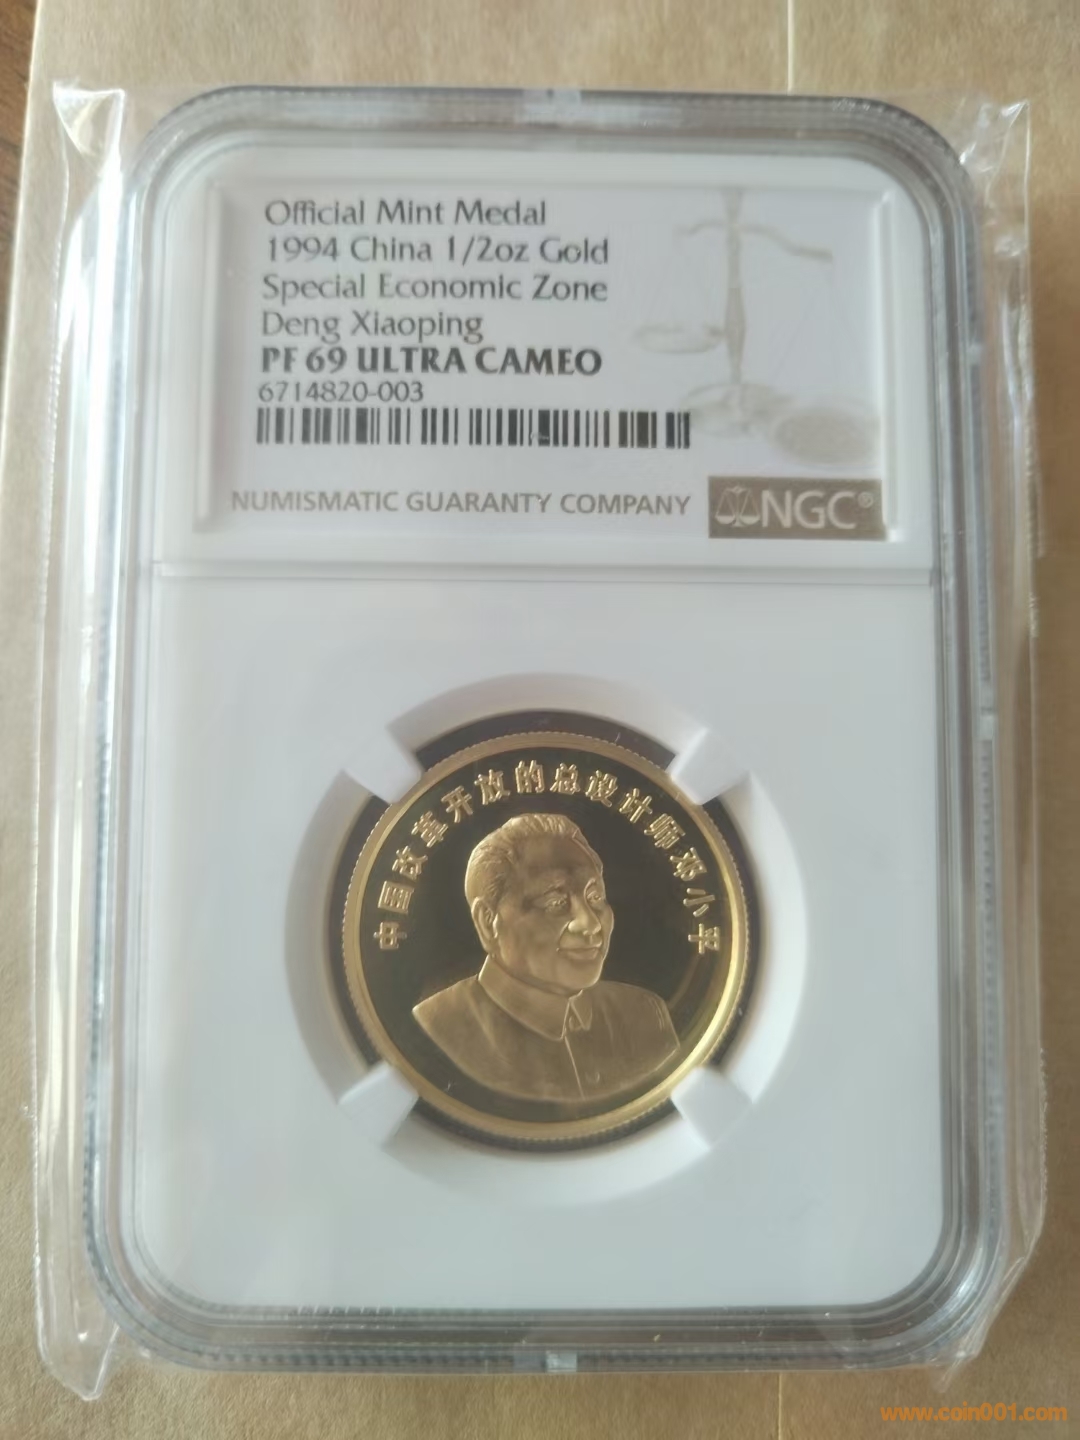 Official Mint Medal
1994 China 1/2oz Gold
Special Economic Zone
Deng Xiaoping
PF 69 ULTRA CAMEO
6714820-003
NUMISMATIC GUARANTY COMPANY
NGC®
中国改革开放的总设计师邓小平
www.coin001.com